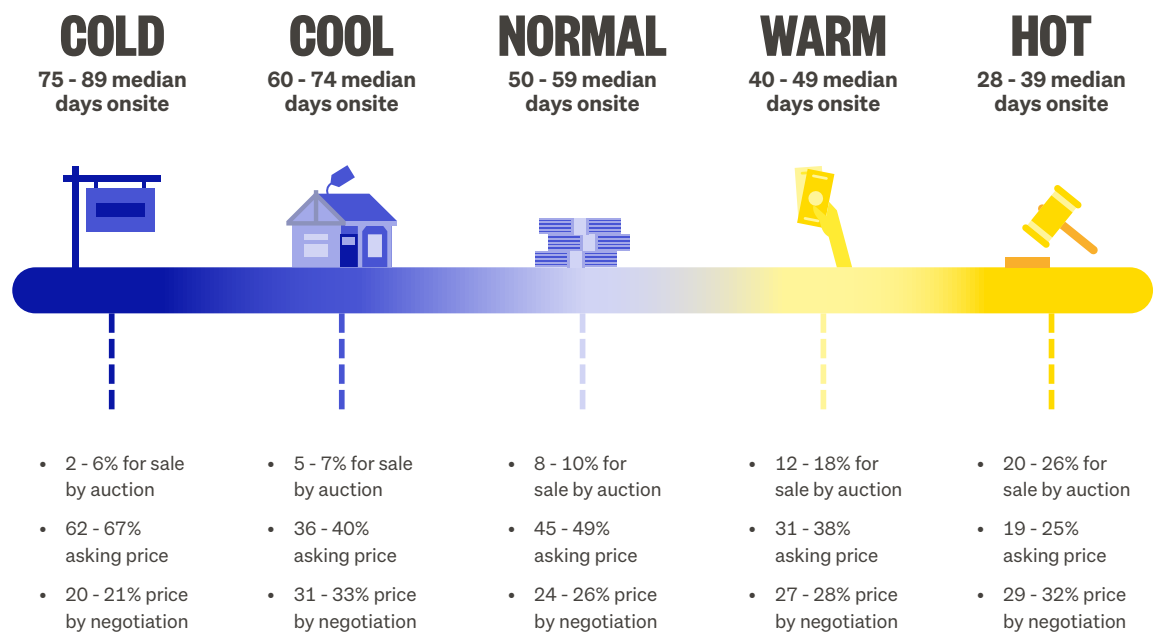 COLD
75 - 89 median
days onsite
COOL
60 - 74 median
days onsite
NORMAL
50 - 59 median
days onsite
WARM
40 - 49 median
days onsite
HOT
28 - 39 median
days onsite
• 2 - 6% for sale
by auction
• 62 - 67%
asking price
• 20 - 21% price
by negotiation
• 5 - 7% for sale
by auction
• 36 - 40%
asking price
• 31 - 33% price
by negotiation
• 8 - 10% for
sale by auction
• 45 - 49%
asking price
• 24 - 26% price
by negotiation
• 12 - 18% for
sale by auction
• 31 - 38%
asking price
• 27 - 28% price
by negotiation
• 20 - 26% for
sale by auction
• 19 - 25%
asking price
• 29 - 32% price
by negotiation